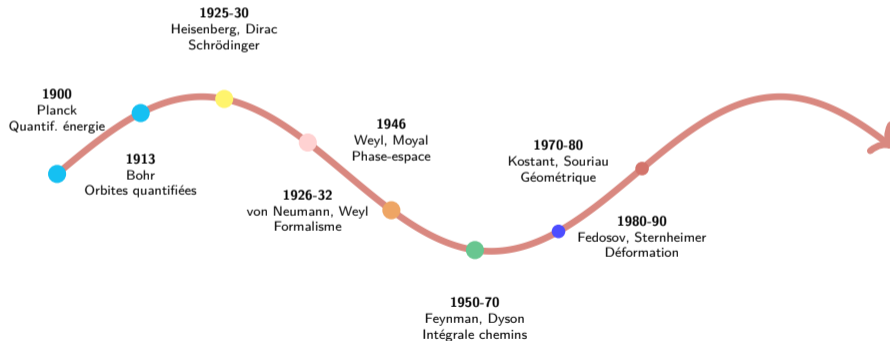 1900
Planck
Quantif. énergie
1913
Bohr
Orbites quantifiées
1925-30
Heisenberg, Dirac
Schrödinger
1926-32
von Neumann, Weyl
Formalisme
1946
Weyl, Moyal
Phase-espace
1950-70
Feynman, Dyson
Intégrale chemins
1970-80
Kostant, Souriau
Géométrique
1980-90
Fedosov, Sternheimer
Déformation